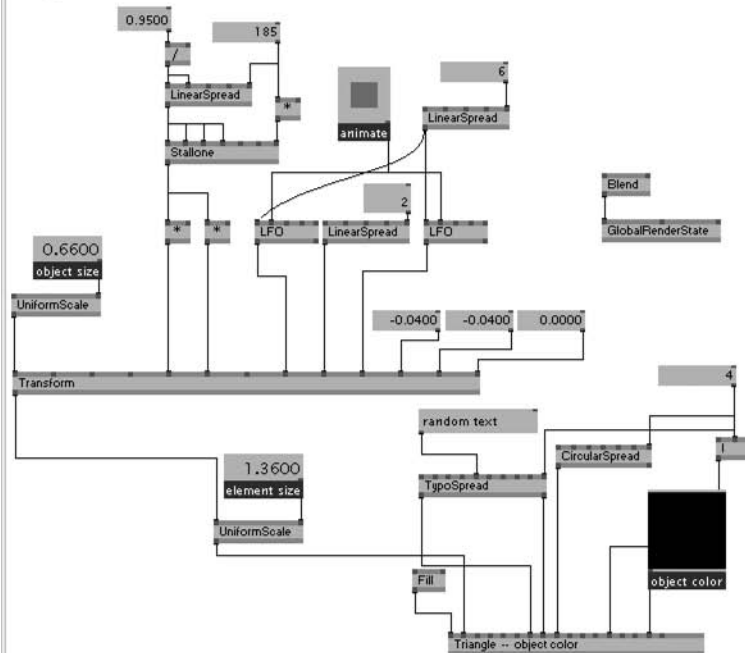 0.9500
185
/
LinearSpread
6
*
animate
LinearSpread
Stallone
Blend
2
*
*
LFO
LinearSpread
LFO
GlobalRenderState
0.6600
object size
UniformScale
-0.0400
-0.0400
0.0000
Transform
4
random text
CircularSpread
I
1.3600
element size
TypoSpread
UniformScale
Fill
object color
Triangle -- object color